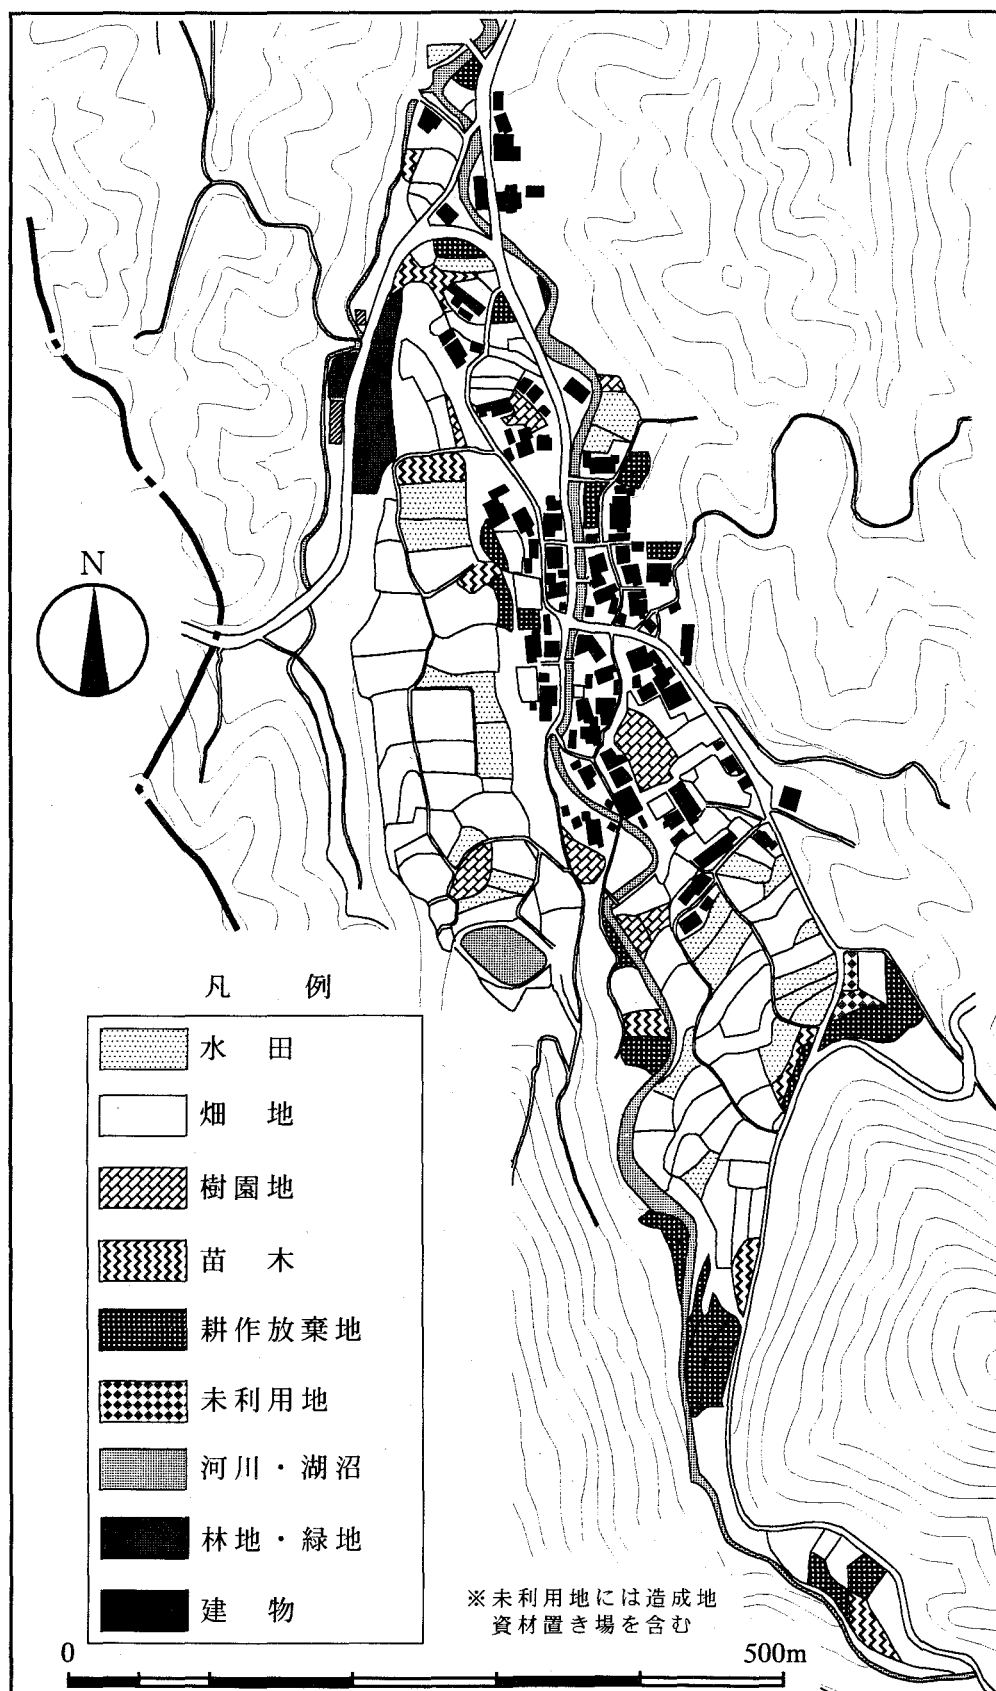 N
凡 例
水 田
畑 地
樹園地
苗 木
耕作放棄地
未利用地
河川・湖沼
林地・緑地
建 物
※未利用地には造成地
資材置き場を含む
0 500m